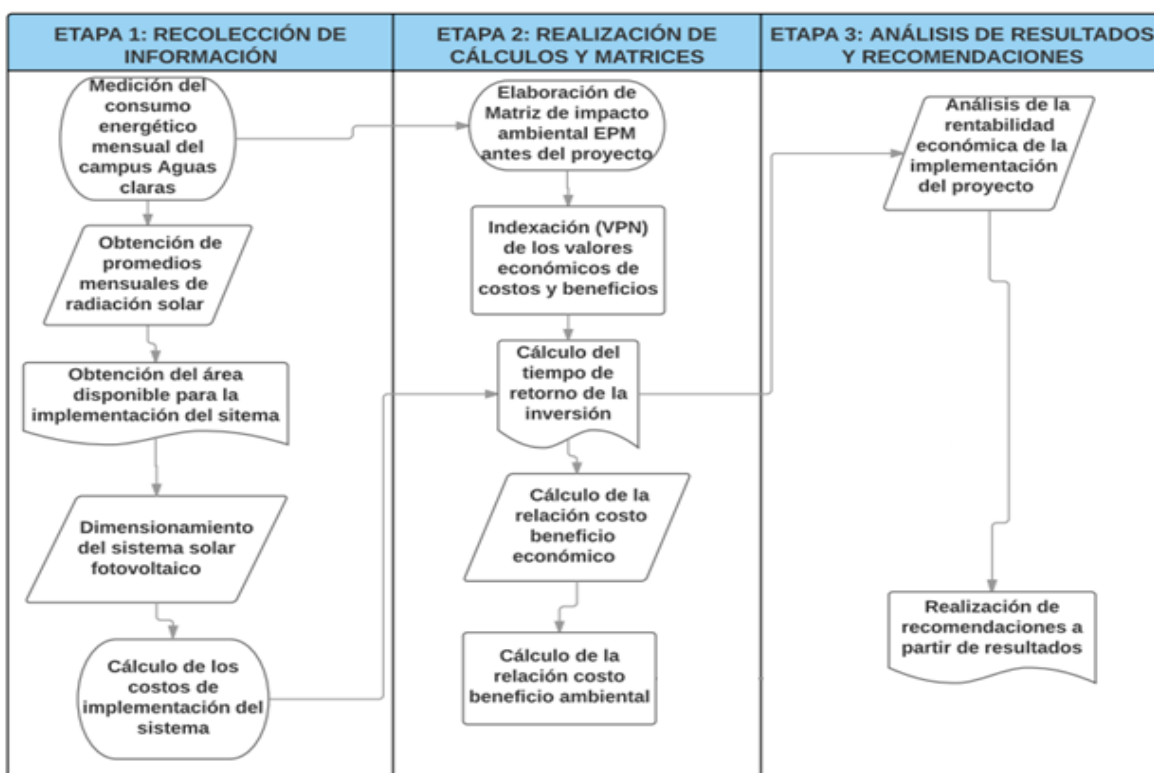 ETAPA 1: RECOLECCIÓN DE
INFORMACIÓN
Medición del
consumo
energético
mensual del
campus Aguas
claras
Obtención de
promedios
mensuales de
radiación solar
Obtención del área
disponible para la
implementación del sitema
Dimensionamiento
del sistema solar
fotovoltaico
Cálculo de los
costos de
implementación del
sistema
ETAPA 2: REALIZACIÓN DE
CÁLCULOS Y MATRICES
Elaboración de
Matriz de impacto
ambiental EPM
antes del proyecto
Indexación (VPN)
de los valores
económicos de
costos y beneficios
Cálculo del
tiempo de
retorno de la
inversión
Cálculo de la
relación costo
beneficio
económico
Cálculo de la
relación costo
beneficio ambiental
ETAPA 3: ANÁLISIS DE RESULTADOS
Y RECOMENDACIONES
Análisis de la
rentabilidad
económica de la
implementación
del proyecto
Realización de
recomendaciones a
partir de resultados